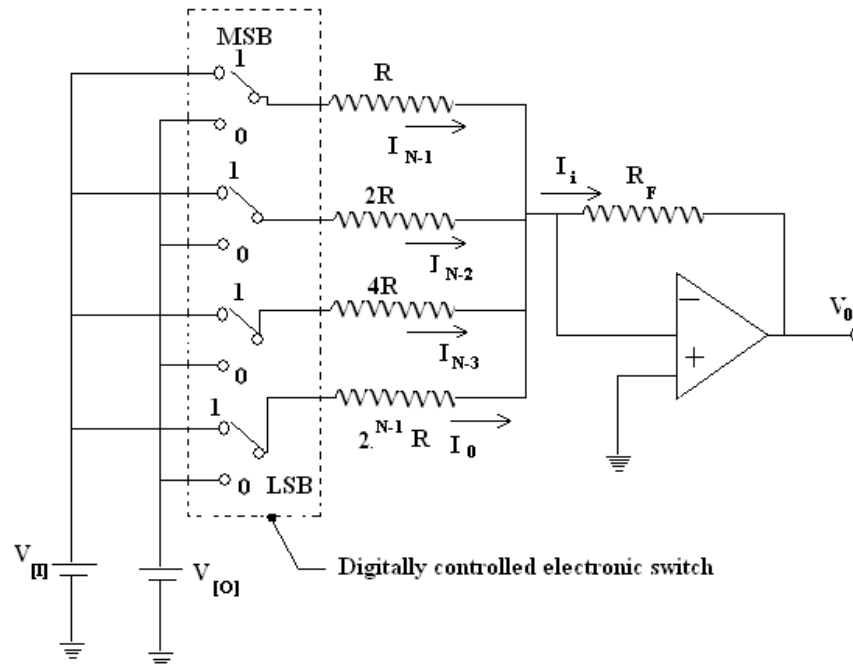 MSB
1
R
0
I N-1
1
2R
I i
R F
0
I N-2
1
4R
V 0
I N-3
0
1
2. N-1 R
I 0
0
LSB
V [I]
V [O]
Digitally controlled electronic switch
−
+